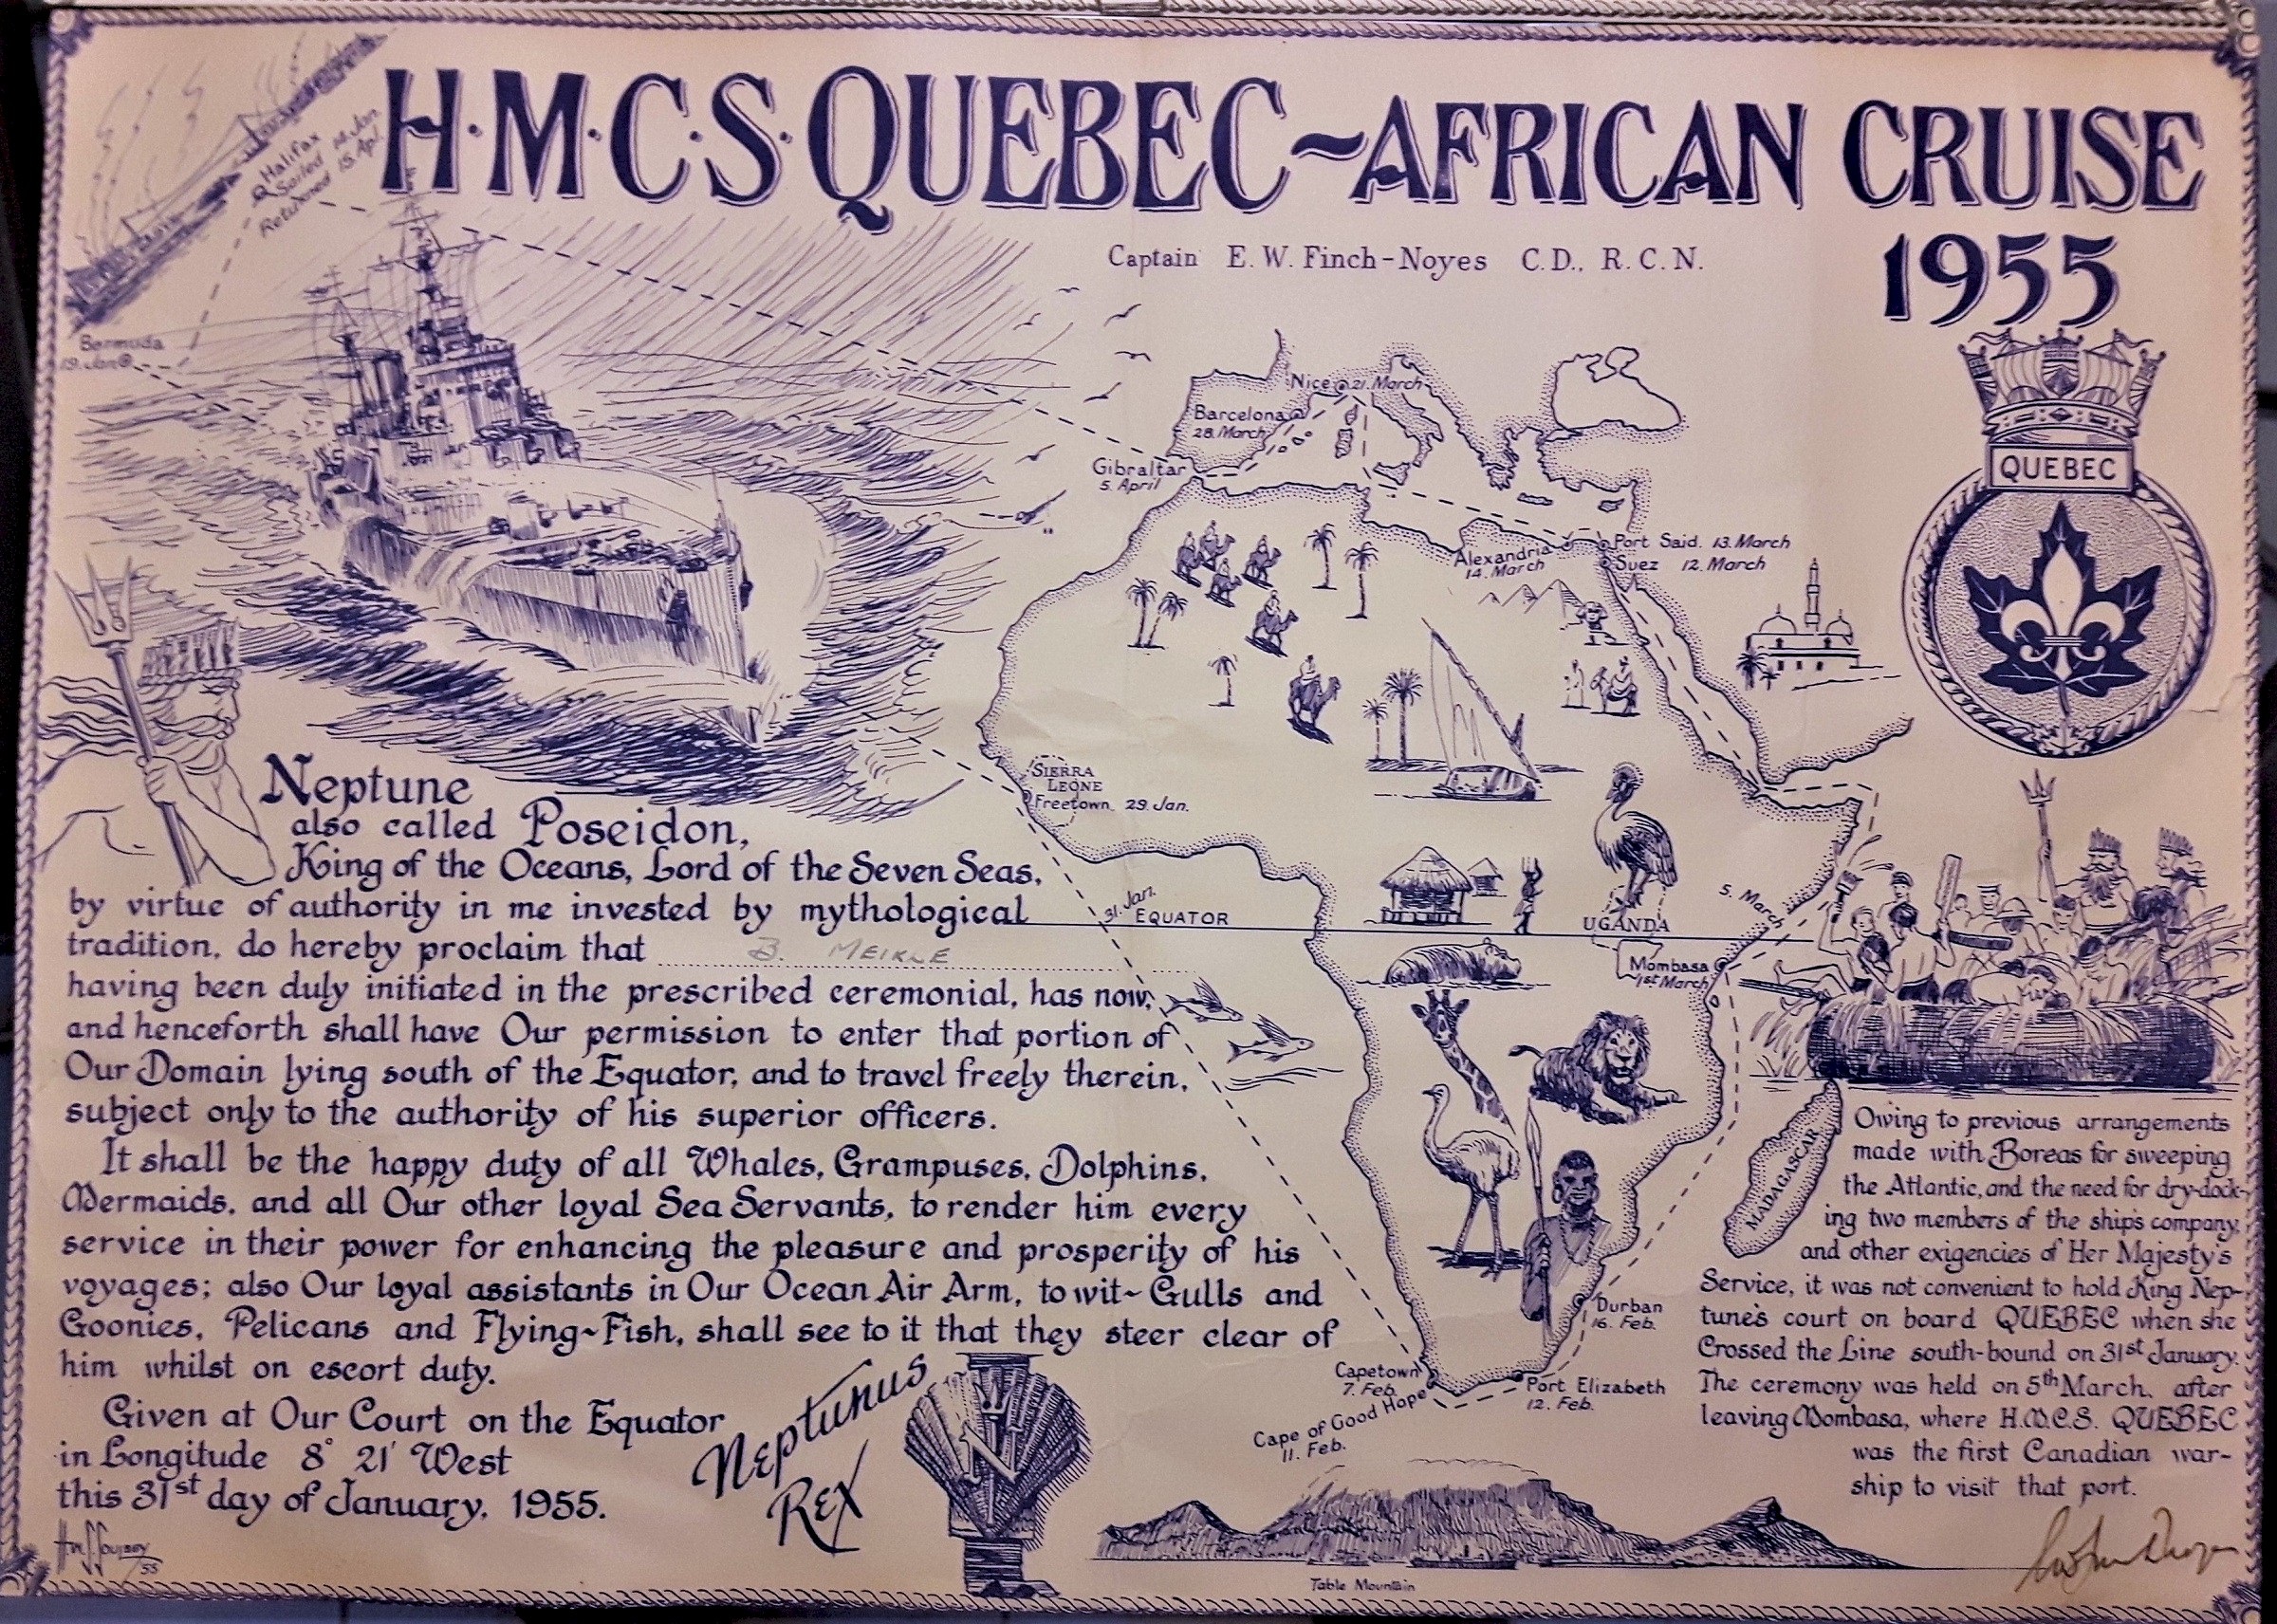 H·M·C·S· QUEBEC ~ AFRICAN CRUISE
1955
Captain E. W. Finch-Noyes C.D., R.C.N.
Halifax
Sailed 14. Jan.
Returned 15. Apl.
Bermuda
19. Jan
Nice 21. March
Barcelona
28. March
Gibraltar
5. April
Alexandria
14. March
Port Said. 13. March
Suez 12. March
QUEBEC
SIERRA
LEONE
Freetown. 29. Jan.
31. Jan.
EQUATOR
UGANDA
5. March
Mombasa
1st March
MADAGASCAR
Durban
16. Feb.
Port Elizabeth
12. Feb.
Capetown
7. Feb.
Cape of Good Hope
11. Feb.
Table Mountain
Neptune
also called Poseidon,
King of the Oceans, Lord of the Seven Seas,
by virtue of authority in me invested by mythological
tradition, do hereby proclaim that B. MEIKLE
having been duly initiated in the prescribed ceremonial, has now,
and henceforth shall have Our permission to enter that portion of
Our Domain lying south of the Equator, and to travel freely therein,
subject only to the authority of his superior officers.
It shall be the happy duty of all Whales, Grampuses, Dolphins,
Mermaids, and all Our other loyal Sea Servants, to render him every
service in their power for enhancing the pleasure and prosperity of his
voyages; also Our loyal assistants in Our Ocean Air Arm, to wit~ Gulls and
Goonies, Pelicans and Flying~Fish, shall see to it that they steer clear of
him whilst on escort duty.
Given at Our Court on the Equator
in Longitude 8° 21' West
this 31st day of January, 1955.
Neptunus
Rex
N
/55
Owing to previous arrangements
made with Boreas for sweeping
the Atlantic, and the need for dry-dock-
ing two members of the ship's company,
and other exigencies of Her Majesty's
Service, it was not convenient to hold King Nep-
tune's court on board QUEBEC when she
Crossed the Line south-bound on 31st January.
The ceremony was held on 5th March, after
leaving Mombasa, where H.M.C.S. QUEBEC
was the first Canadian war-
ship to visit that port.